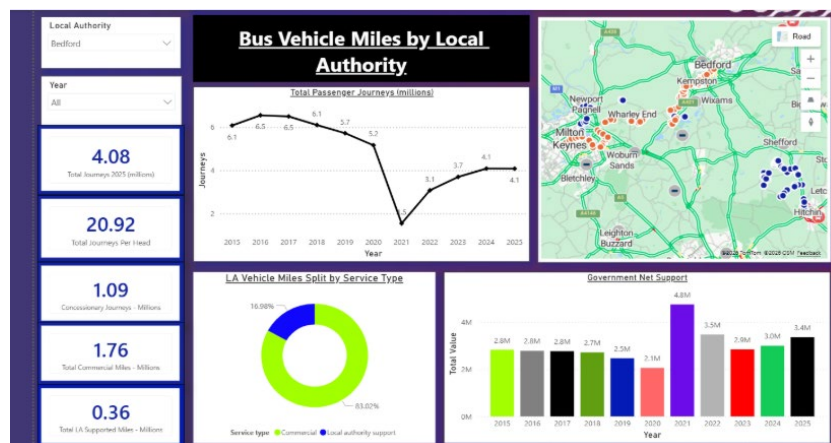 Local Authority
Bedford
Year
All
4.08
Total Journeys 2025 (millions)
20.92
Total Journeys Per Head
1.09
Concessionary Journeys - Millions
1.76
Total Commercial Miles - Millions
0.36
Total LA Supported Miles - Millions
Bus Vehicle Miles by Local
Authority
Total Passenger Journeys (millions)
Journeys
6
4
2
6.1
6.5
6.5
6.1
5.7
5.2
3.1
3.7
4.1
4.1
2015 2016 2017 2018 2019 2020 2021 2022 2023 2024 2025
Year
Road
Bedford
Kempston
Newport
Pagnell
Wharley End
Wixams
Milton
Keynes
Woburn
Sands
Bletchley
Shefford
Leighton
Buzzard
Hitchin
©2026 TomTom, ©2026 OSM Feedback
LA Vehicle Miles Split by Service Type
16.98%
83.02%
Service type Commercial Local authority support
Government Net Support
Total Value
4M
2M
0M
2.8M
2.8M
2.8M
2.7M
2.5M
2.1M
4.8M
3.5M
2.9M
3.0M
3.4M
2015 2016 2017 2018 2019 2020 2021 2022 2023 2024 2025
Year